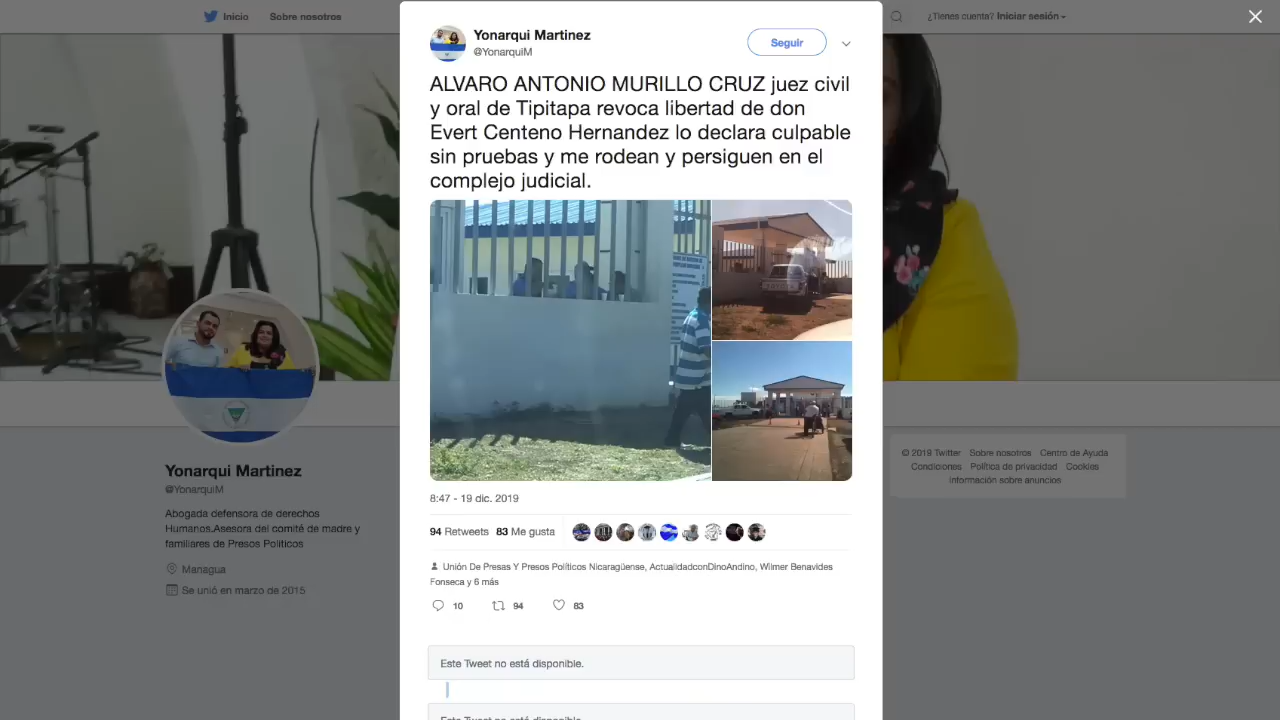 Inicio
Sobre nosotros
¿Tienes cuenta? Iniciar sesión
Yonarqui Martinez
@YonarquiM
Seguir
ALVARO ANTONIO MURILLO CRUZ juez civil
y oral de Tipitapa revoca libertad de don
Evert Centeno Hernandez lo declara culpable
sin pruebas y me rodean y persiguen en el
complejo judicial.
8:47 - 19 dic. 2019
94 Retweets 83 Me gusta
Unión De Presas Y Presos Políticos Nicaragüense, ActualidadconDinoAndino, Wilmer Benavides
Fonseca y 6 más
10 94 83
Este Tweet no está disponible.
Este Tweet no está disponible.
Yonarqui Martinez
@YonarquiM
Abogada defensora de derechos
Humanos.Asesora del comité de madre y
familiares de Presos Politicos
Managua
Se unió en marzo de 2015
© 2019 Twitter Sobre nosotros Centro de Ayuda
Condiciones Política de privacidad Cookies
Información sobre anuncios